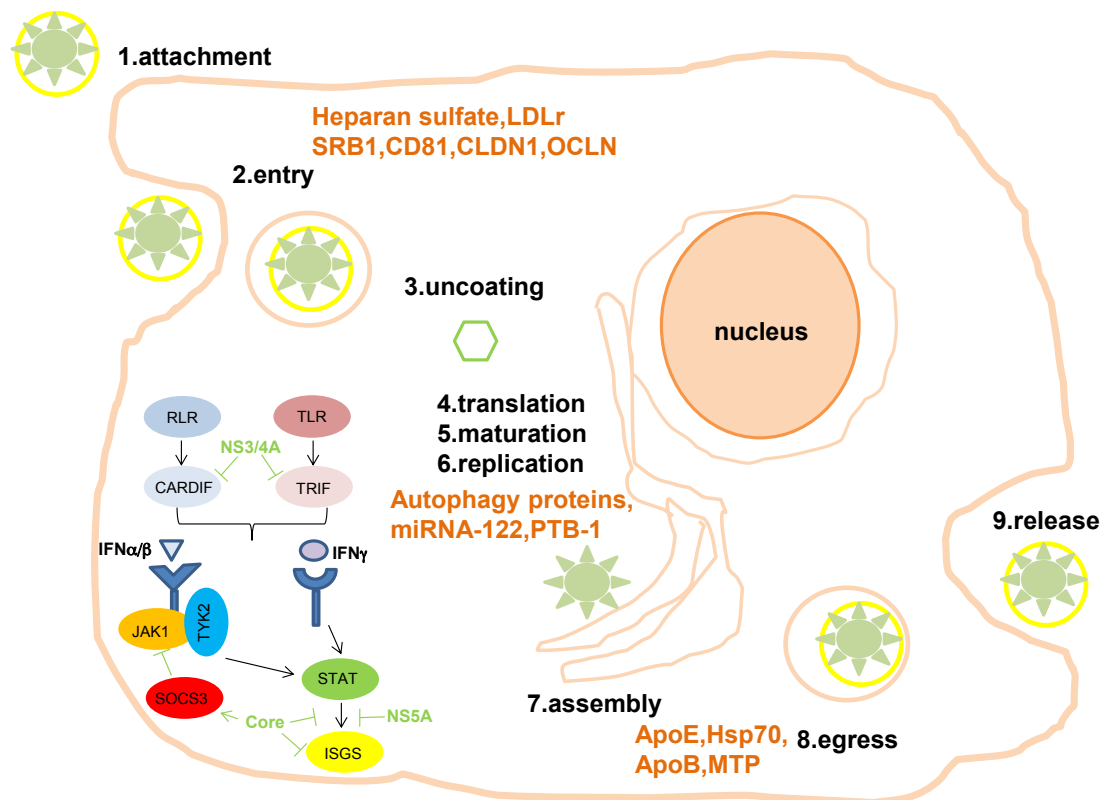 1.attachment
Heparan sulfate,LDLr
SRB1,CD81,CLDN1,OCLN
2.entry
3.uncoating
nucleus
4.translation
5.maturation
6.replication
Autophagy proteins,
miRNA-122,PTB-1
RLR
TLR
NS3/4A
CARDIF
TRIF
IFNα/β
IFNγ
JAK1
TYK2
STAT
SOCS3
Core
NS5A
ISGS
7.assembly
ApoE,Hsp70,
ApoB,MTP
8.egress
9.release